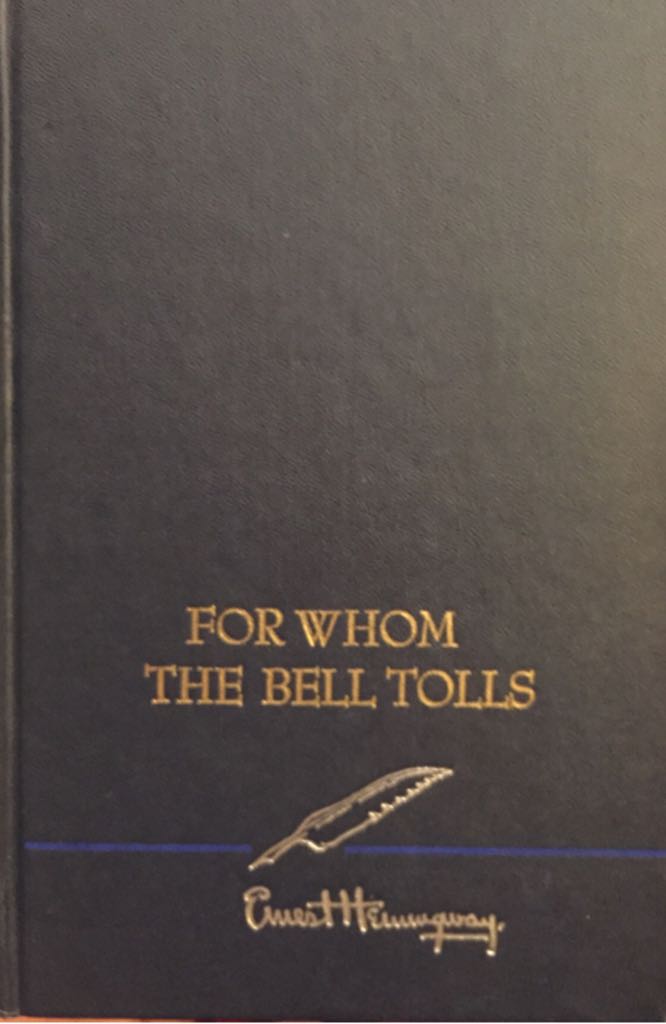 FOR WHOM
THE BELL TOLLS
Ernest Hemingway.